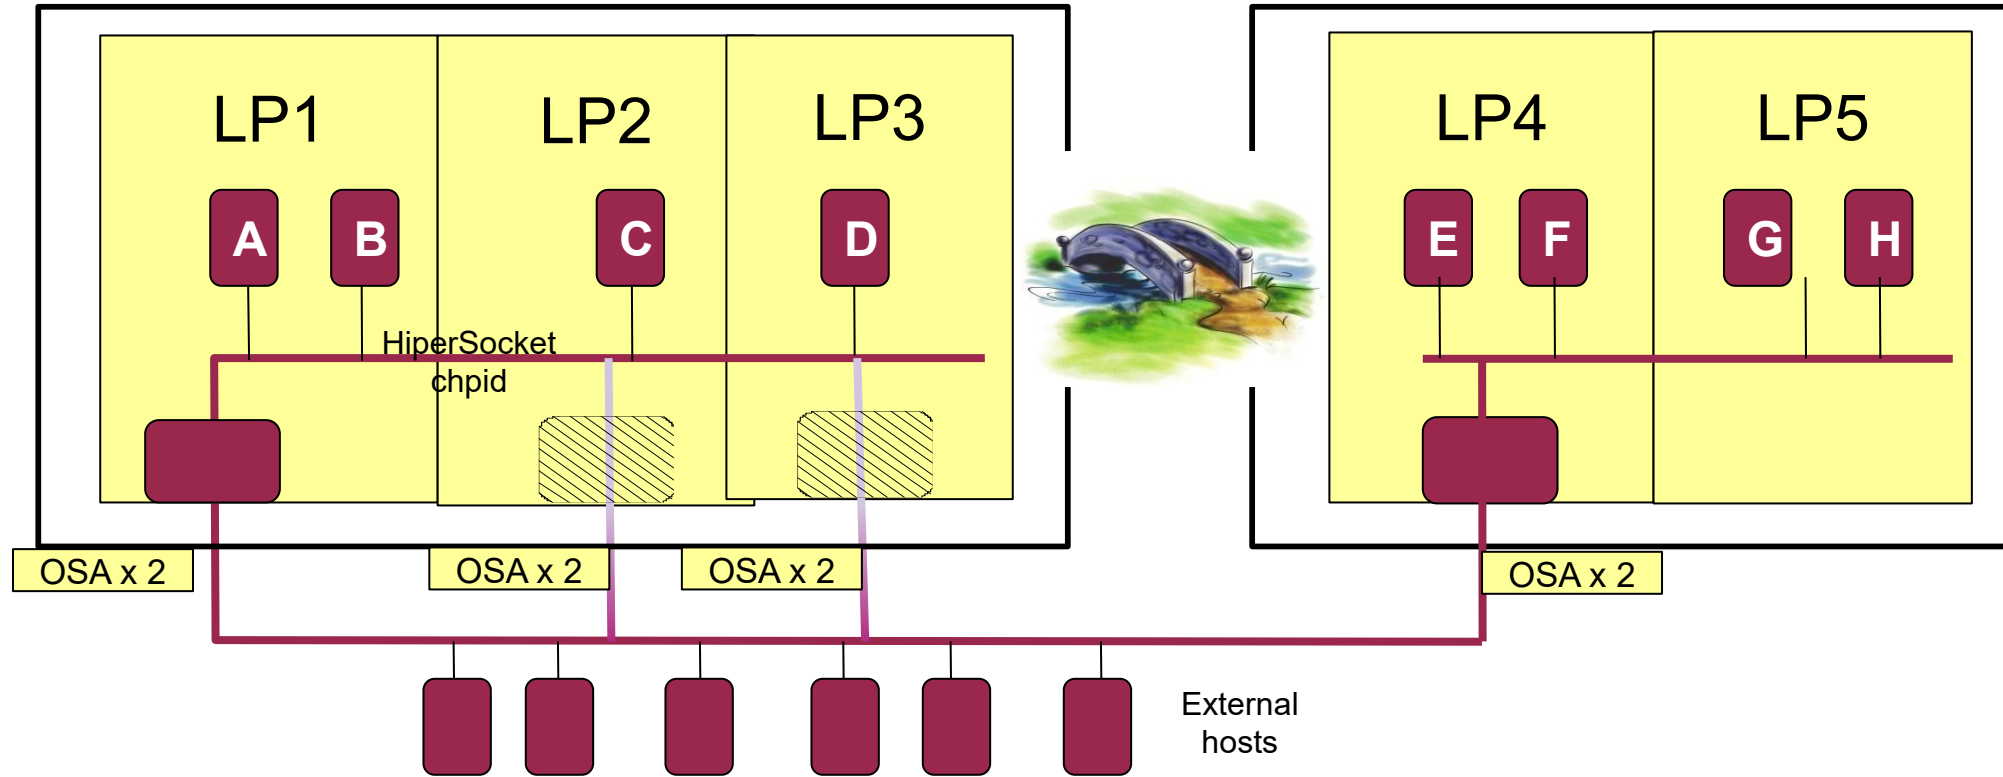 LP1
LP2
LP3
LP4
LP5
A
B
C
D
E
F
G
H
HiperSocket
chpid
OSA x 2
OSA x 2
OSA x 2
OSA x 2
External
hosts